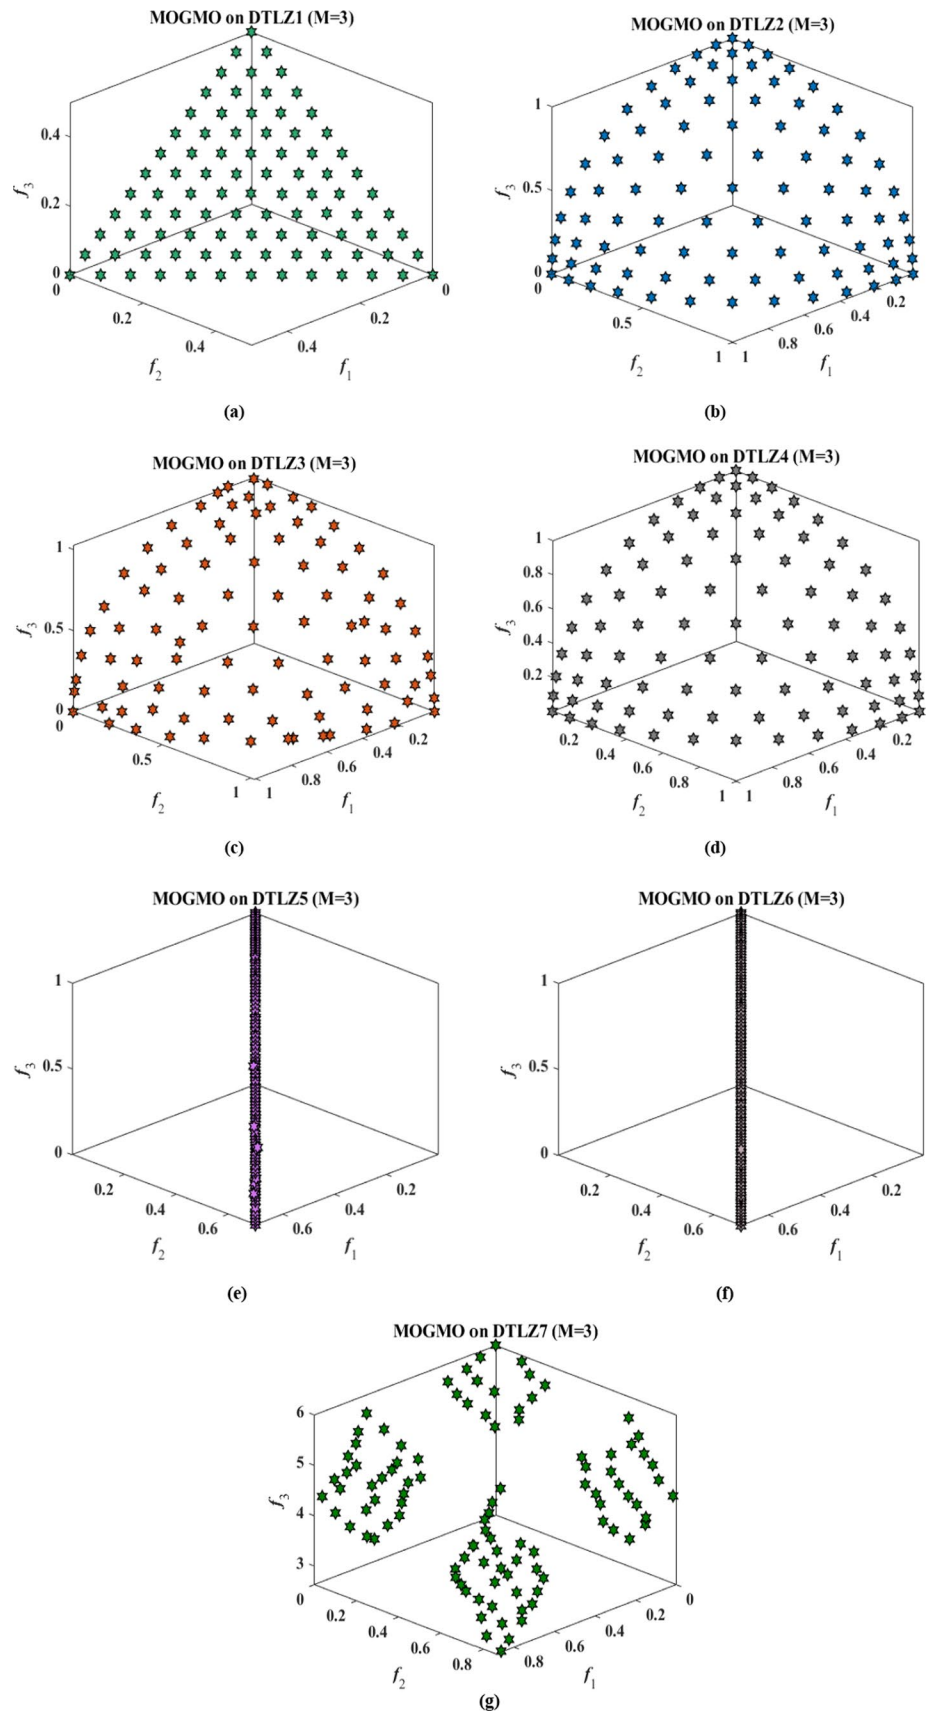 MOGMO on DTLZ1 (M=3)
0.4
0.2
0
f3
0
0.2
0.4
f2
0.4
0.2
0
f1
(a)
MOGMO on DTLZ2 (M=3)
1
0.5
0
f3
0
0.5
1
f2
1
0.8
0.6
0.4
0.2
f1
(b)
MOGMO on DTLZ3 (M=3)
1
0.5
0
f3
0
0.5
1
f2
1
0.8
0.6
0.4
0.2
f1
(c)
MOGMO on DTLZ4 (M=3)
1
0.8
0.6
0.4
0.2
f3
0.2
0.4
0.6
0.8
1
f2
1
0.8
0.6
0.4
0.2
f1
(d)
MOGMO on DTLZ5 (M=3)
1
0.5
0
f3
0.2
0.4
0.6
f2
0.6
0.4
0.2
f1
(e)
MOGMO on DTLZ6 (M=3)
1
0.5
0
f3
0.2
0.4
0.6
f2
0.6
0.4
0.2
f1
(f)
MOGMO on DTLZ7 (M=3)
6
5
4
3
f3
0
0.2
0.4
0.6
0.8
f2
0.8
0.6
0.4
0.2
0
f1
(g)